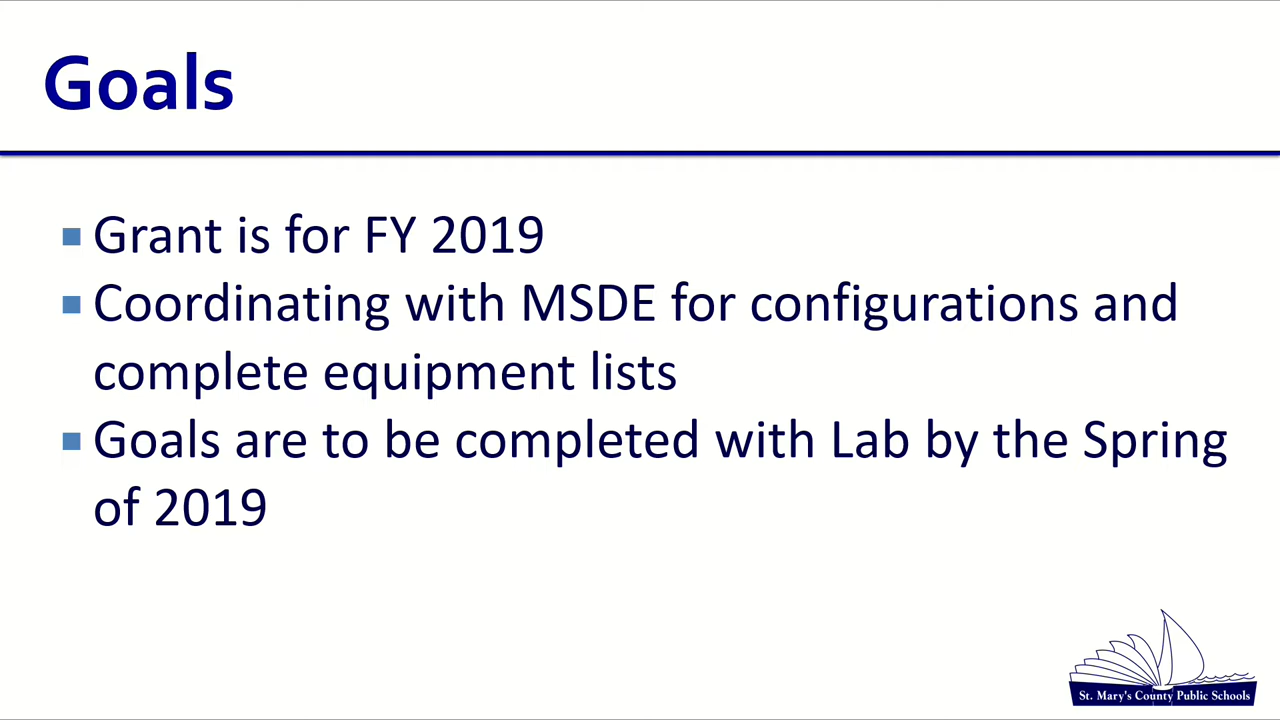 Goals
Grant is for FY 2019
Coordinating with MSDE for configurations and
complete equipment lists
Goals are to be completed with Lab by the Spring
of 2019
St. Mary's County Public Schools